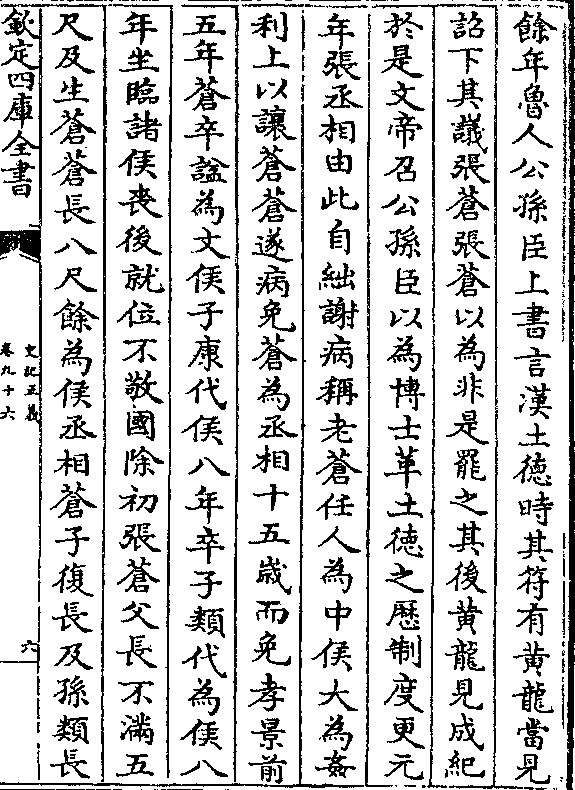 餘年魯人公孫臣上書言漢土徳時其符有黄龍當見
詔下其議張蒼張蒼以為非是罷之其後黄龍見成紀
於是文帝召公孫臣以為博士草土徳之厯制度更元
年張丞相由此自絀謝病稱老蒼任人為中𠉀大為姦
利上以讓蒼蒼遂病免蒼為丞相十五嵗而免孝景前
五年蒼卒諡為文侯子康代侯八年卒子類代為侯八
年坐臨諸侯喪後就位不敬國除初張蒼父長不滿五
尺及生蒼蒼長八尺餘為侯丞相蒼子復長及孫類長
欽定四庫全書
史記正義
卷九十六
六